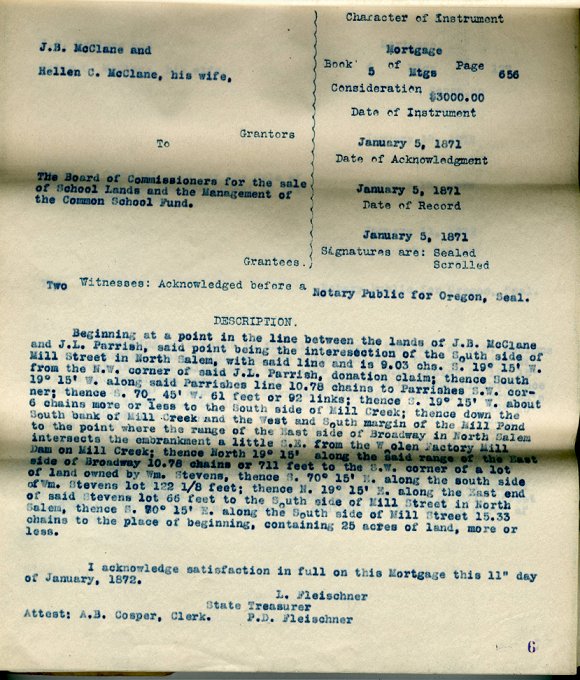 Character of Instrument
J.B. McClane and
Hellen C. McClane, his wife,
Mortgage
Book 5 of Mtgs Page 656
Consideration $3000.00
Date of Instrument
Grantors
To
January 5, 1871
Date of Acknowledgment
The Board of Commissioners for the sale
of School Lands and the Management of
the Common School Fund.
January 5, 1871
Date of Record
January 5, 1871
Grantees.
Signatures are: Sealed
Scrolled
Two Witnesses: Acknowledged before a Notary Public for Oregon, Seal.
DESCRIPTION.
Beginning at a point in the line between the lands of J.B. McClane
and J.L. Parrish, said point being the interesection of the South side of
Mill Street in North Salem, with said line and is 9.03 chs. S. 19° 15' W.
from the N.W. corner of said J.L. Parrish, donation claim; thence South
19° 15' W. along said Parrishes line 10.78 chains to Parrishes S.W. cor-
ner; thence S. 70 45' W. 61 feet or 92 links; thence S. 19° 15' W. about
6 chains more or less to the South side of Mill Creek; thence down the
South bank of Mill Creek and the West and South margin of the Mill Pond
to the point where the range of the East side of Broadway in North Salem
intersects the embrankment a little S.E. from the W olen Factory Mill
Dam on Mill Creek; thence North 19° 15' along the said range of the East
side of Broadway 10.78 chains or 711 feet to the S.W. corner of a lot
of land owned by Wm. Stevens, thence S. 70° 15' E. along the south side
of Wm. Stevens lot 82 1/8 feet; thence N. 19° 15' E. along the East end
of said Stevens lot 66 feet to the South side of Mill Street in North
Salem, thence S. 70° 15' E. along the South side of Mill Street 15.33
chains to the place of beginning, containing 25 acres of land, more or
less.
I acknowledge satisfaction in full on this Mortgage this 11" day
of January, 1872.
L. Fleischner
State Treasurer
Attest: A.B. Cosper, Clerk. P.D. Fleischner
6